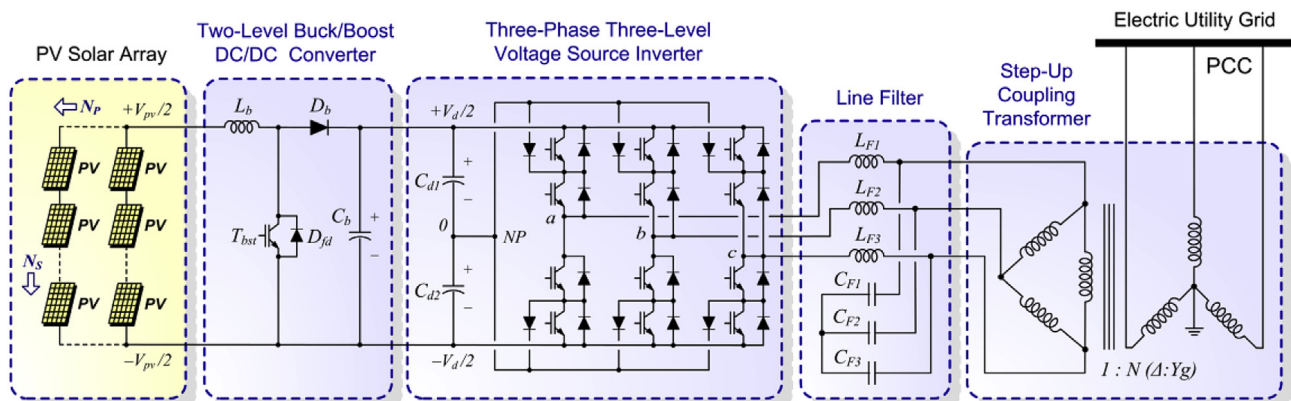 PV Solar Array
Two-Level Buck/Boost
DC/DC Converter
Three-Phase Three-Level
Voltage Source Inverter
Line Filter
Step-Up
Coupling
Transformer
Electric Utility Grid
PCC
N_P
+V_pv/2
PV
PV
PV
PV
N_S
PV
PV
−V_pv/2
L_b
D_b
T_bst
D_fd
C_b
+
−
+V_d/2
C_d1
+
−
0
NP
C_d2
+
−
−V_d/2
a
b
c
L_F1
L_F2
L_F3
C_F1
C_F2
C_F3
1 : N (Δ:Yg)